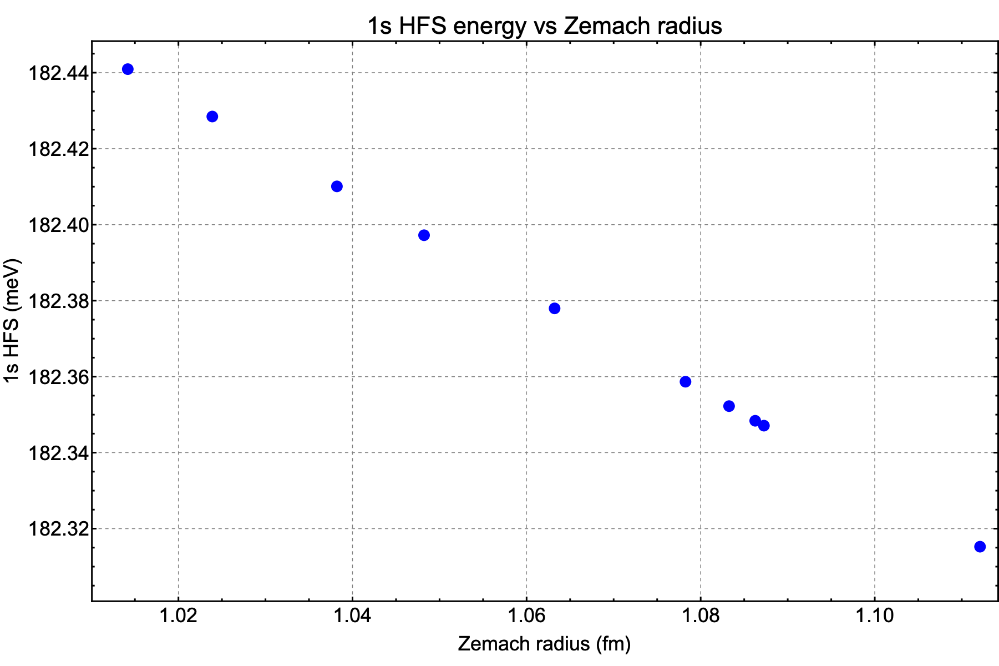 1s HFS energy vs Zemach radius
182.44
182.42
182.40
182.38
182.36
182.34
182.32
1s HFS (meV)
1.02 1.04 1.06 1.08 1.10
Zemach radius (fm)